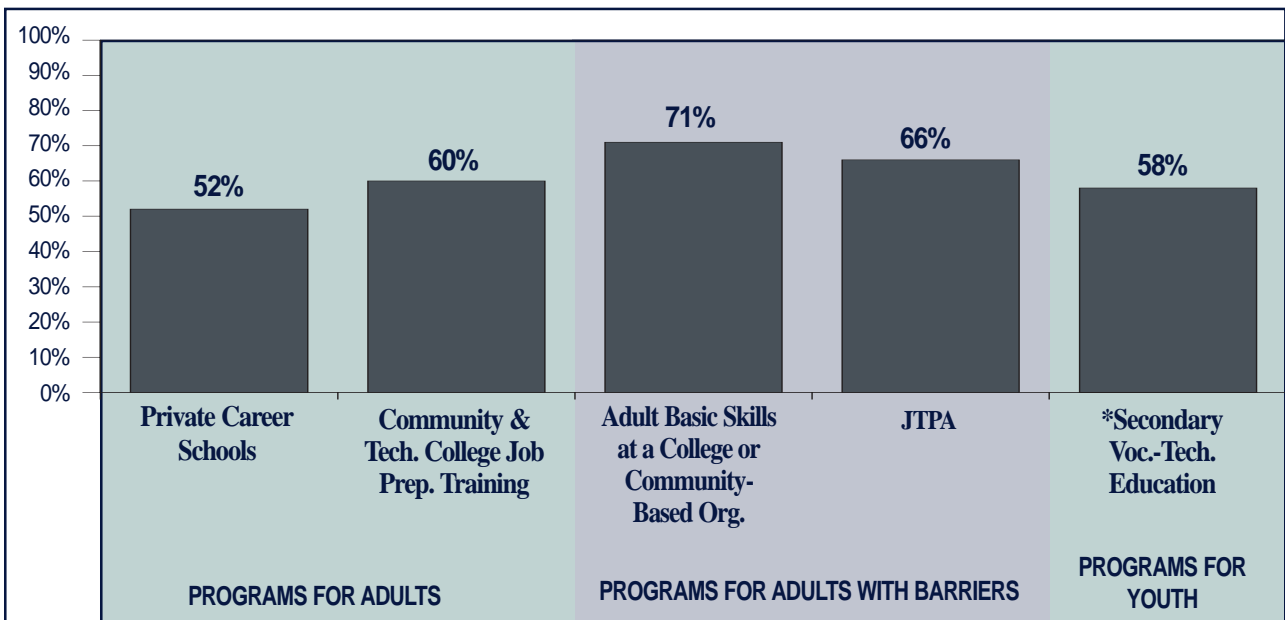 100%
90%
80%
70%
60%
50%
40%
30%
20%
10%
0%
52%
60%
71%
66%
58%
Private Career
Schools
Community &
Tech. College Job
Prep. Training
Adult Basic Skills
at a College or
Community-
Based Org.
JTPA
*Secondary
Voc.-Tech.
Education
PROGRAMS FOR ADULTS
PROGRAMS FOR ADULTS WITH BARRIERS
PROGRAMS FOR
YOUTH